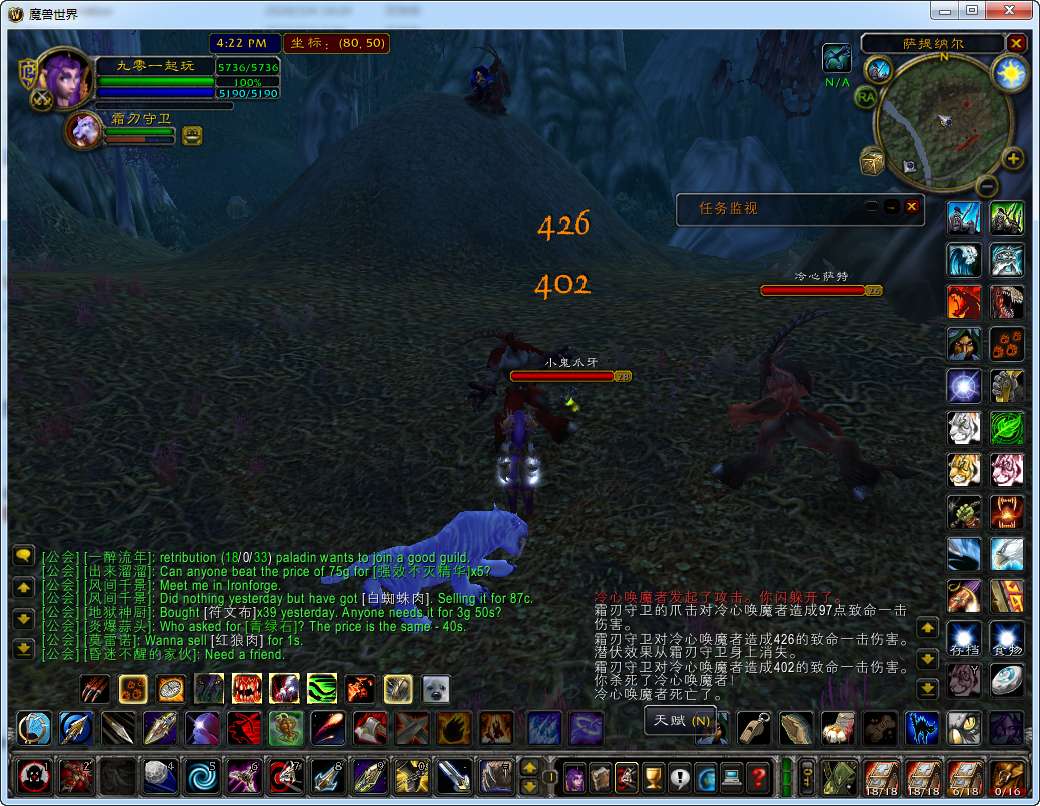 魔兽世界
4:22 PM
坐标：(80, 50)
萨提纳尔
N
九零一起玩
5736/5736
100%
5190/5190
霜刃守卫
N/A
RA
426
任务监视
402
冷心萨特
26
小鬼爪牙
28
[公会] [一醉流年]: retribution (18/0/33) paladin wants to join a good guild.
[公会] [出来溜溜]: Can anyone beat the price of 75g for [强效不灭精华]x5?
[公会] [风间千景]: Meet me in Ironforge.
[公会] [风间千景]: Did nothing yesterday but have got [白蜘蛛肉]. Selling it for 87c.
[公会] [地狱神厨]: Bought [符文布]x39 yesterday. Anyone needs it for 3g 50s?
[公会] [炎爆蒜头]: Who asked for [青绿石]? The price is the same - 40s.
[公会] [莫雷诺]: Wanna sell [红狼肉] for 1s.
[公会] [昏迷不醒的家伙]: Need a friend.
冷心唤魔者发起了攻击。你闪躲开了。
霜刃守卫的爪击对冷心唤魔者造成97点致命一击
伤害。
霜刃守卫对冷心唤魔者造成426的致命一击伤害。
潜伏效果从霜刃守卫身上消失。
霜刃守卫对冷心唤魔者造成402的致命一击伤害。
你杀死了冷心唤魔者！
冷心唤魔者死亡了。
存档
食物
天赋 (N)
1
2
4
5
6
7
8
9
0
18/18
18/18
6/18
0/16